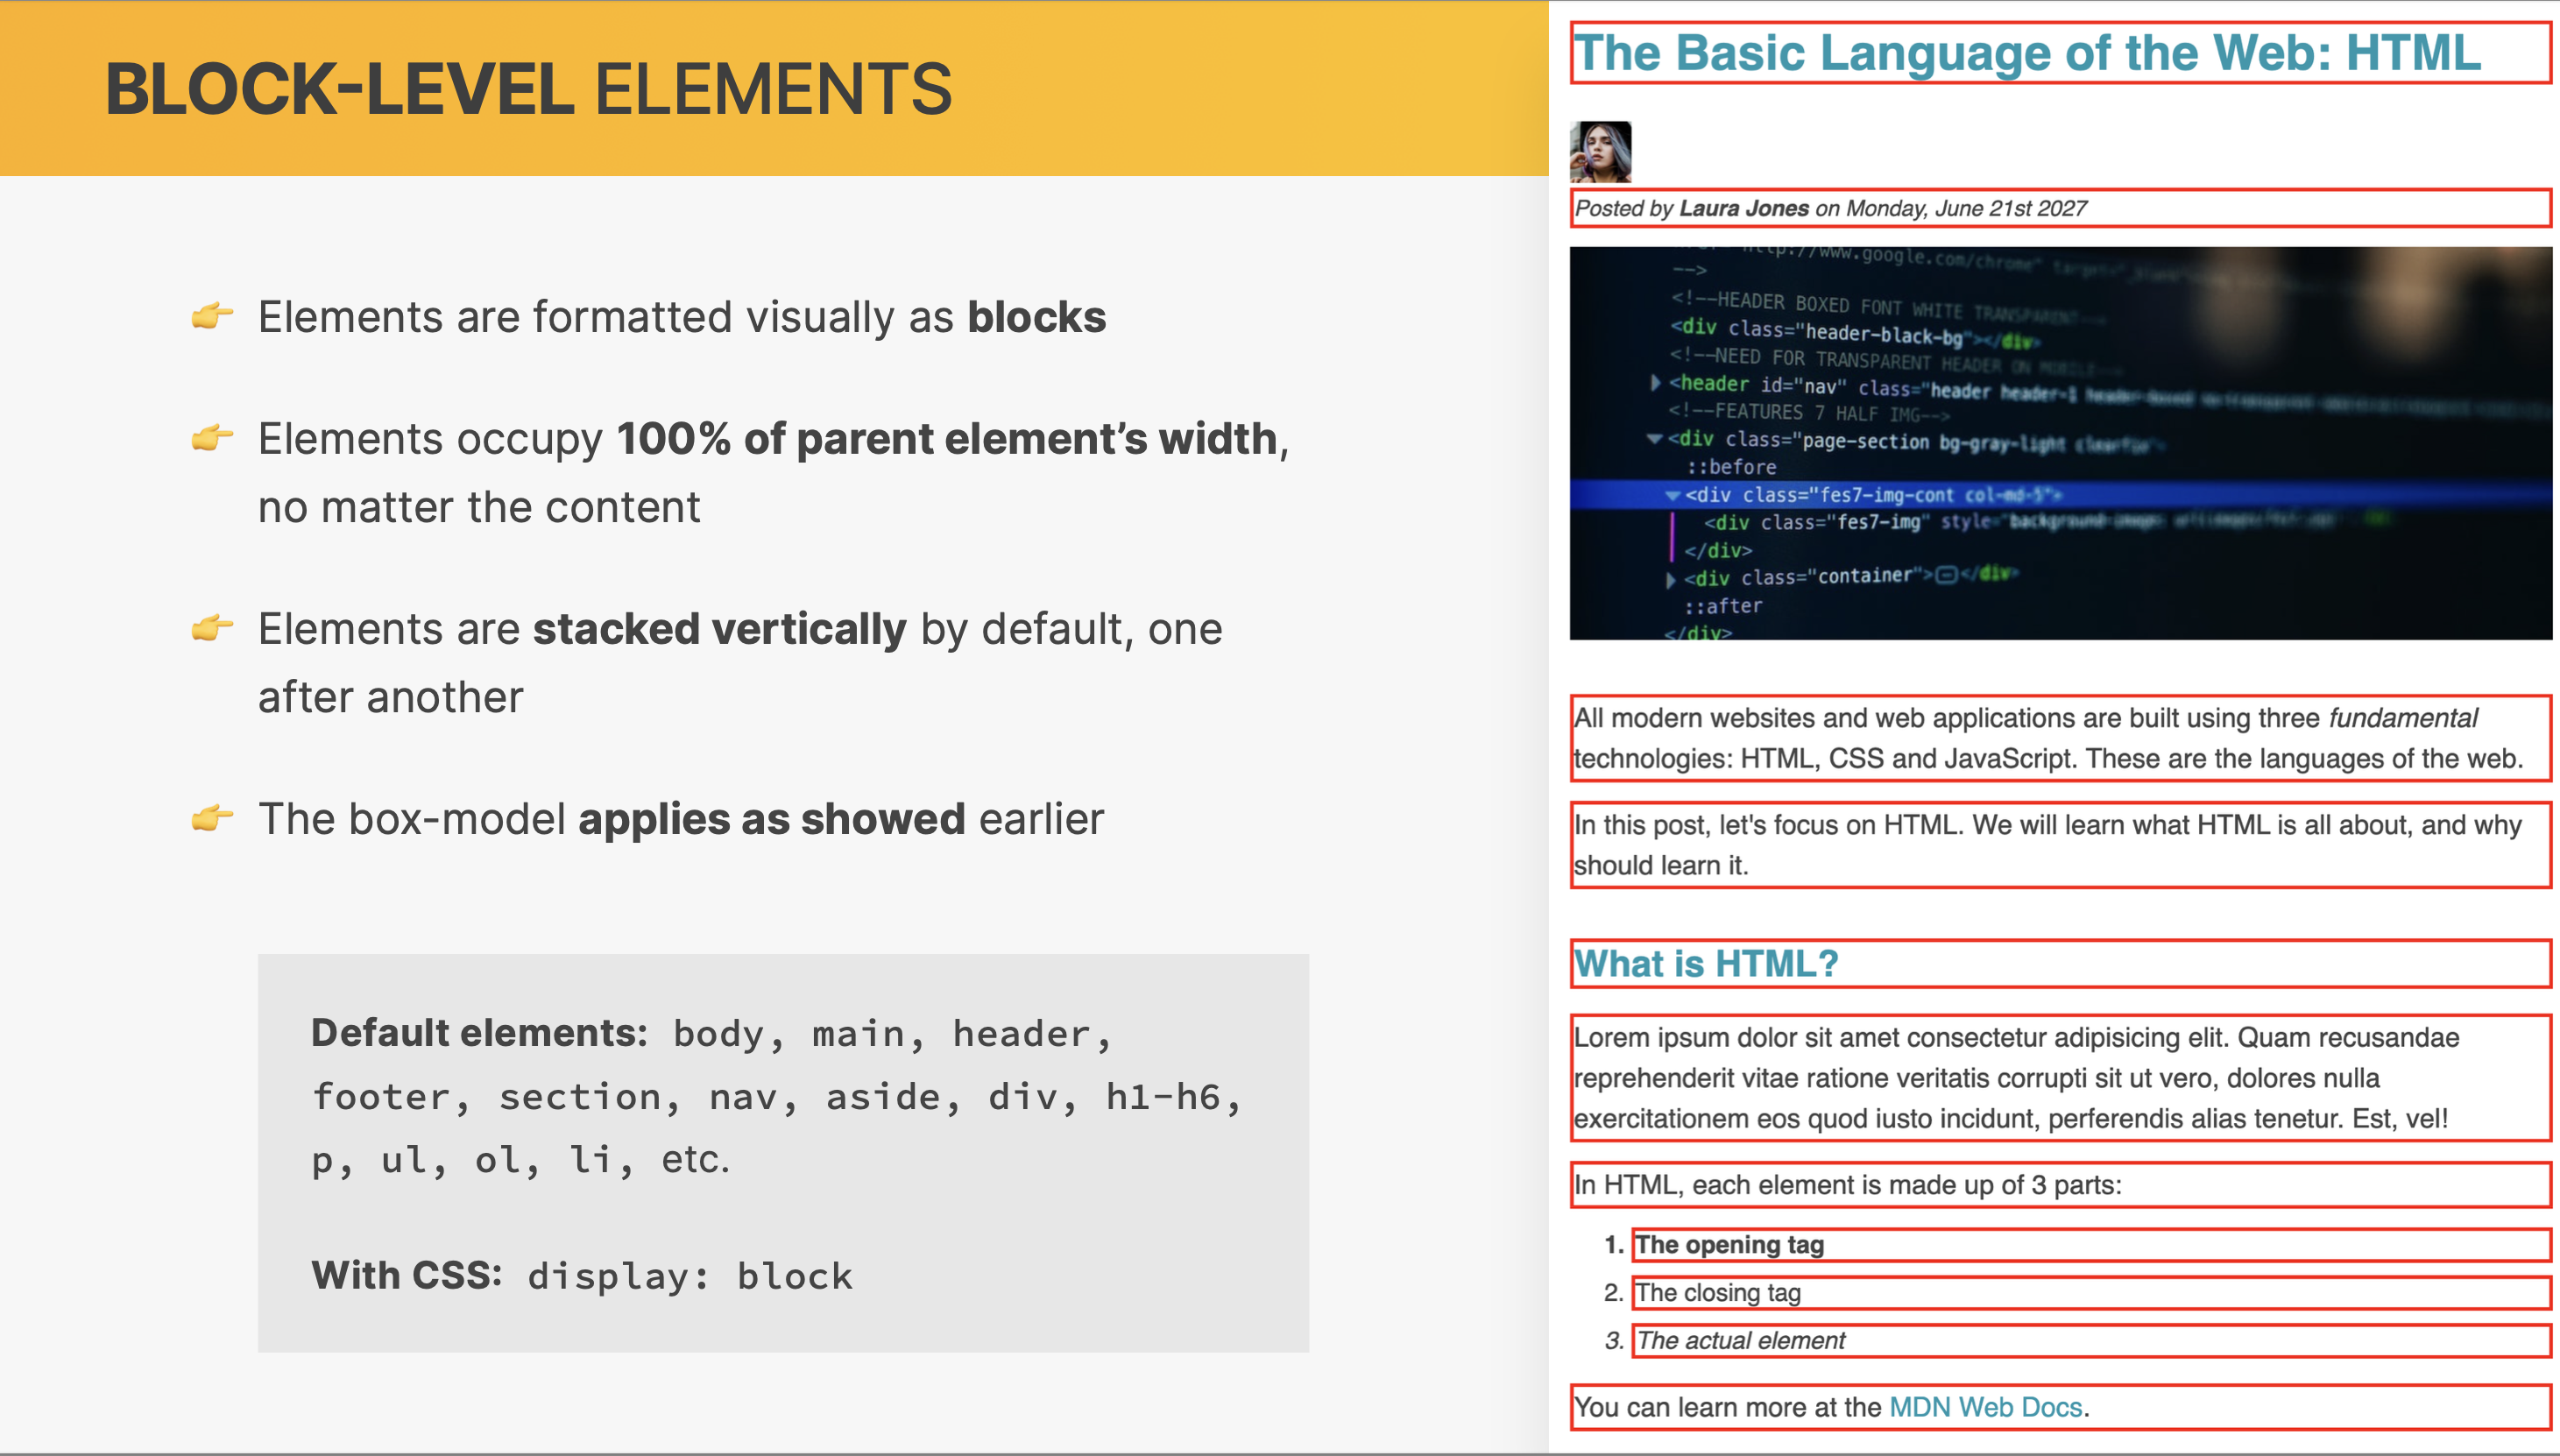 BLOCK-LEVEL ELEMENTS
👉 Elements are formatted visually as blocks
👉 Elements occupy 100% of parent element’s width,
no matter the content
👉 Elements are stacked vertically by default, one
after another
👉 The box-model applies as showed earlier
Default elements: body, main, header,
footer, section, nav, aside, div, h1-h6,
p, ul, ol, li, etc.
With CSS: display: block
The Basic Language of the Web: HTML
Posted by Laura Jones on Monday, June 21st 2027
http://www.google.com/chrome"
-->
<!--HEADER BOXED FONT WHITE TRANSPARENT-->
<div class="header-black-bg"></div>
<!--NEED FOR TRANSPARENT HEADER ON MOBILE-->
<header id="nav" class="header header-1 header-boxed
<!--FEATURES 7 HALF IMG-->
<div class="page-section bg-gray-light clearfix">
::before
<div class="fes7-img-cont col-md-5">
<div class="fes7-img" style="background-image:
</div>
<div class="container"></div>
::after
</div>
All modern websites and web applications are built using three fundamental
technologies: HTML, CSS and JavaScript. These are the languages of the web.
In this post, let's focus on HTML. We will learn what HTML is all about, and why
should learn it.
What is HTML?
Lorem ipsum dolor sit amet consectetur adipisicing elit. Quam recusandae
reprehenderit vitae ratione veritatis corrupti sit ut vero, dolores nulla
exercitationem eos quod iusto incidunt, perferendis alias tenetur. Est, vel!
In HTML, each element is made up of 3 parts:
1. The opening tag
2. The closing tag
3. The actual element
You can learn more at the MDN Web Docs.